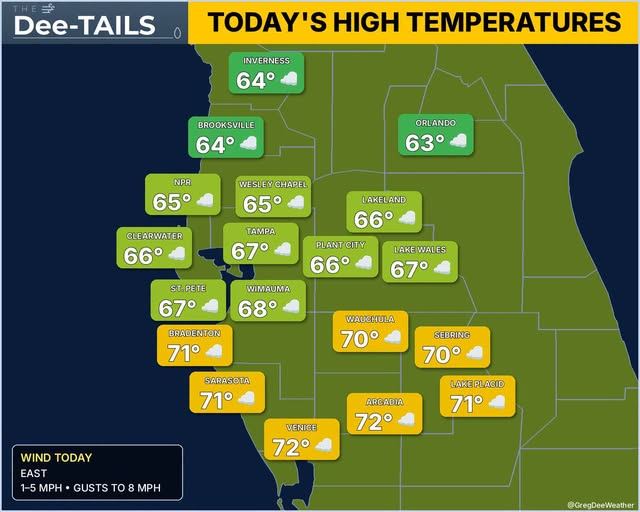 THE
Dee-TAILS
TODAY'S HIGH TEMPERATURES
INVERNESS
64°
BROOKSVILLE
64°
ORLANDO
63°
NPR
65°
WESLEY CHAPEL
65°
LAKELAND
66°
CLEARWATER
66°
TAMPA
67°
PLANT CITY
66°
LAKE WALES
67°
ST. PETE
67°
WIMAUMA
68°
BRADENTON
71°
WAUCHULA
70°
SEBRING
70°
SARASOTA
71°
ARCADIA
72°
LAKE PLACID
71°
VENICE
72°
WIND TODAY
EAST
1–5 MPH • GUSTS TO 8 MPH
@GregDeeWeather